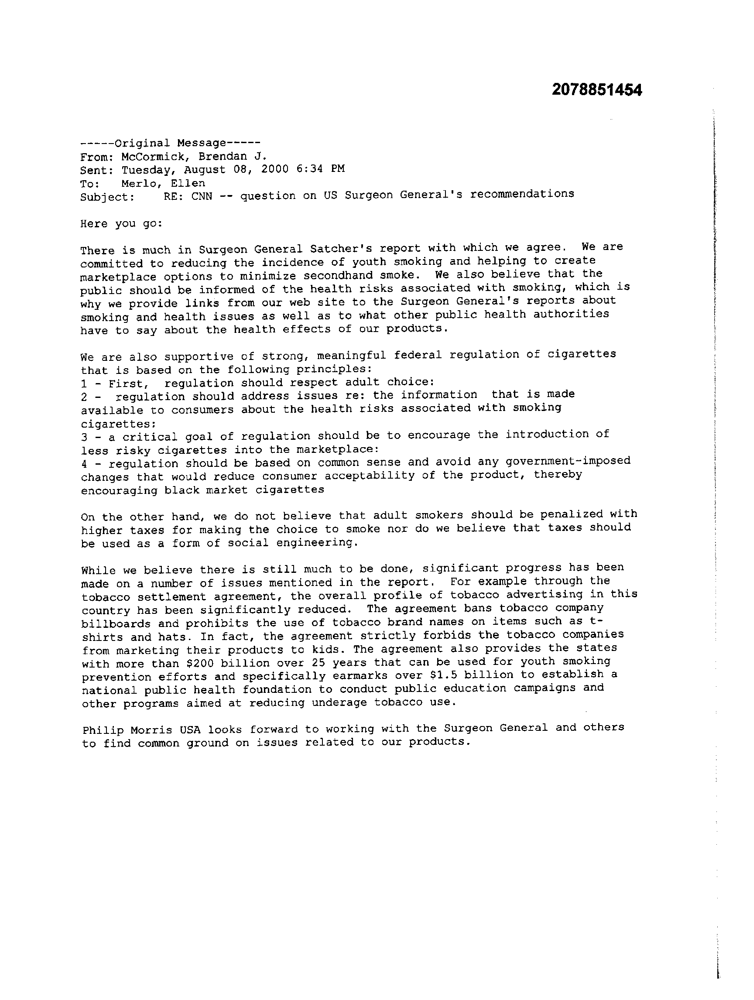 2078851454
-----Original Message-----
From: McCormick, Brendan J.
Sent: Tuesday, August 08, 2000 6:34 PM
To: Merlo, Ellen
Subject: RE: CNN -- question on US Surgeon General's recommendations
Here you go:
There is much in Surgeon General Satcher's report with which we agree. We are
committed to reducing the incidence of youth smoking and helping to create
marketplace options to minimize secondhand smoke. We also believe that the
public should be informed of the health risks associated with smoking, which is
why we provide links from our web site to the Surgeon General's reports about
smoking and health issues as well as to what other public health authorities
have to say about the health effects of our products.
We are also supportive of strong, meaningful federal regulation of cigarettes
that is based on the following principles:
1 - First, regulation should respect adult choice;
2 - regulation should address issues re: the information that is made
available to consumers about the health risks associated with smoking
cigarettes;
3 - a critical goal of regulation should be to encourage the introduction of
less risky cigarettes into the marketplace;
4 - regulation should be based on common sense and avoid any government-imposed
changes that would reduce consumer acceptability of the product, thereby
encouraging black market cigarettes
On the other hand, we do not believe that adult smokers should be penalized with
higher taxes for making the choice to smoke nor do we believe that taxes should
be used as a form of social engineering.
While we believe there is still much to be done, significant progress has been
made on a number of issues mentioned in the report. For example through the
tobacco settlement agreement, the overall profile of tobacco advertising in this
country has been significantly reduced. The agreement bans tobacco company
billboards and prohibits the use of tobacco brand names on items such as t-
shirts and hats. In fact, the agreement strictly forbids the tobacco companies
from marketing their products to kids. The agreement also provides the states
with more than $200 billion over 25 years that can be used for youth smoking
prevention efforts and specifically earmarks over $1.5 billion to establish a
national public health foundation to conduct public education campaigns and
other programs aimed at reducing underage tobacco use.
Philip Morris USA looks forward to working with the Surgeon General and others
to find common ground on issues related to our products.